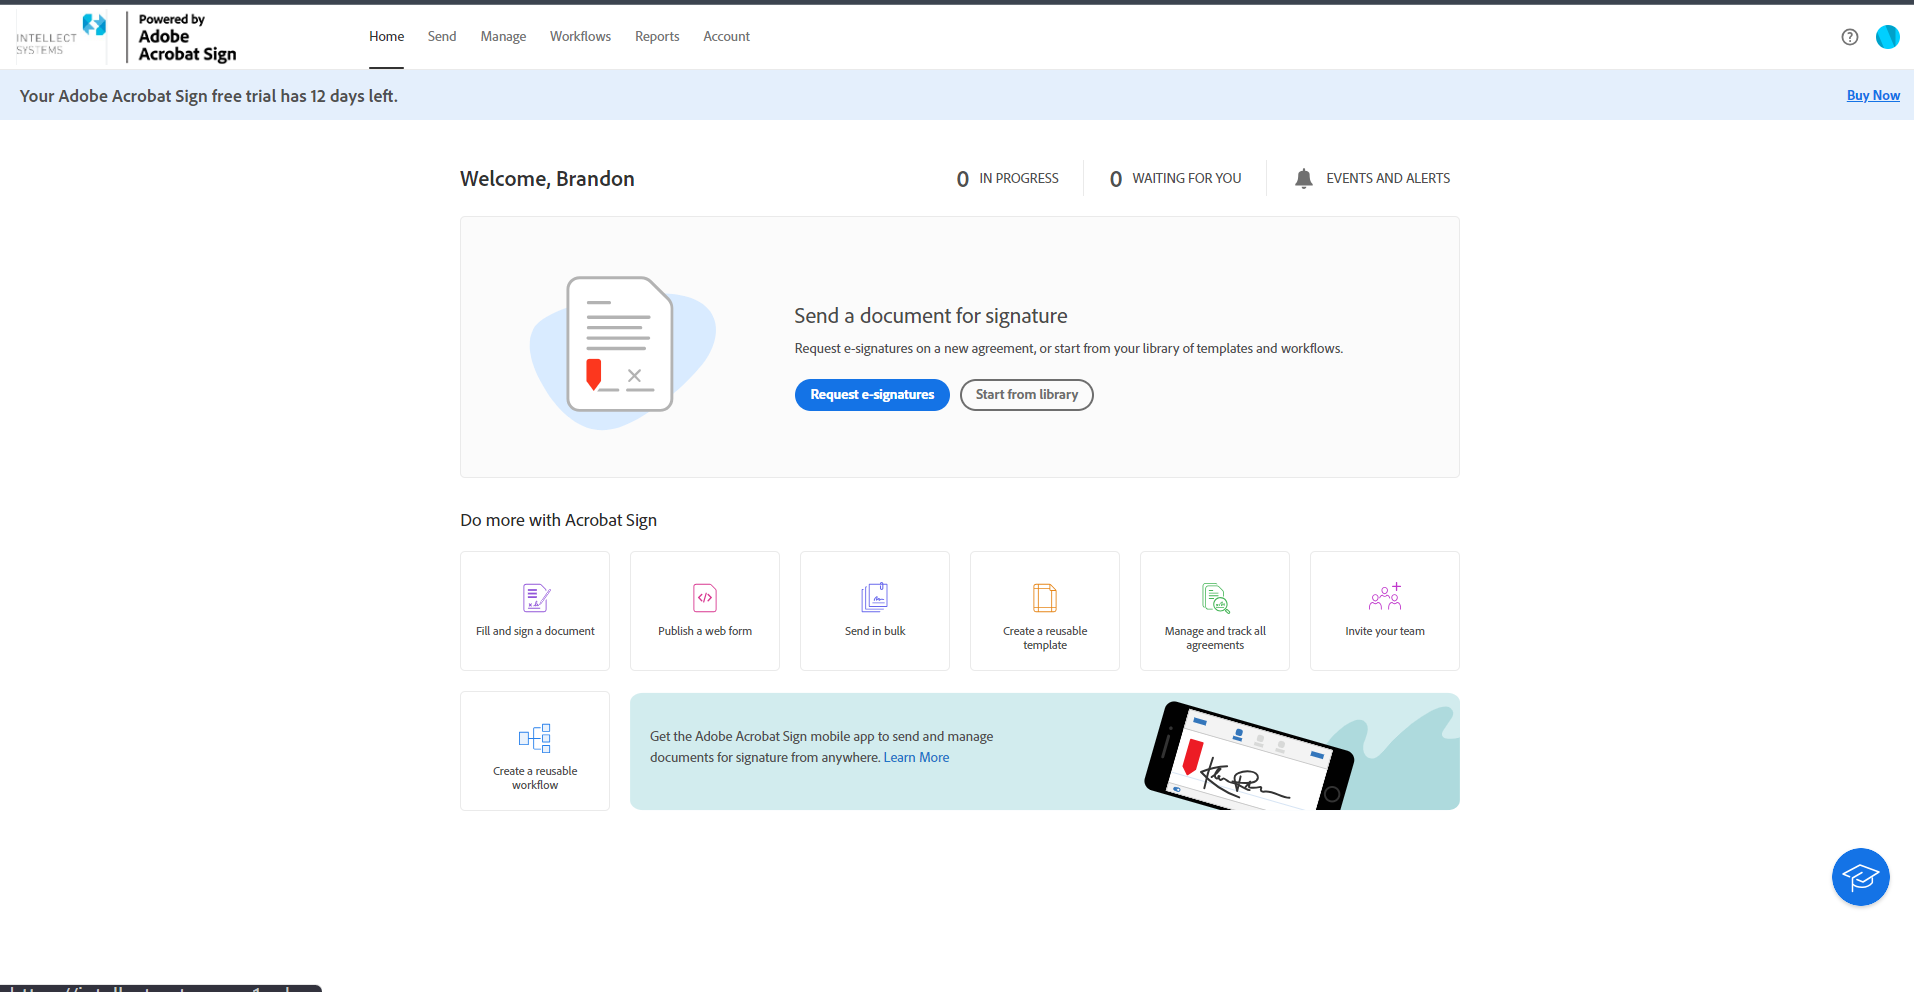 INTELLECT
SYSTEMS
Powered by
Adobe
Acrobat Sign
Home
Send
Manage
Workflows
Reports
Account
Your Adobe Acrobat Sign free trial has 12 days left.
Buy Now
Welcome, Brandon
0 IN PROGRESS
0 WAITING FOR YOU
EVENTS AND ALERTS
Send a document for signature
Request e-signatures on a new agreement, or start from your library of templates and workflows.
Request e-signatures
Start from library
Do more with Acrobat Sign
Fill and sign a document
Publish a web form
Send in bulk
Create a reusable
template
Manage and track all
agreements
Invite your team
Create a reusable
workflow
Get the Adobe Acrobat Sign mobile app to send and manage
documents for signature from anywhere. Learn More